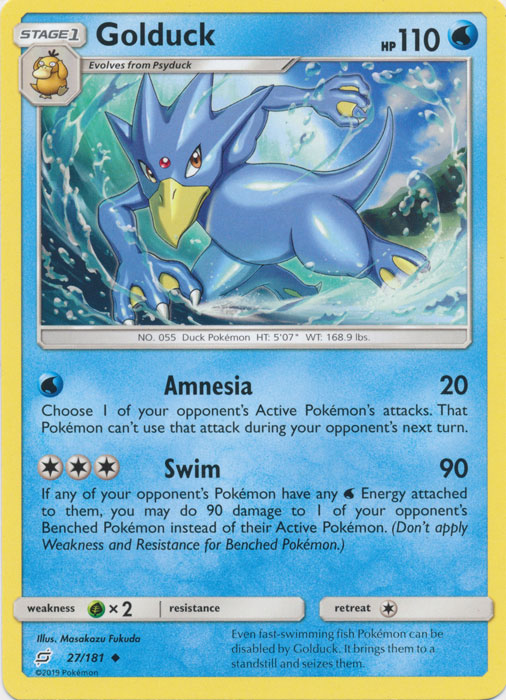 STAGE 1
Golduck
HP 110
Evolves from Psyduck
NO. 055 Duck Pokémon HT: 5'07" WT: 168.9 lbs.
Amnesia 20
Choose 1 of your opponent's Active Pokémon's attacks. That
Pokémon can't use that attack during your opponent's next turn.
Swim 90
If any of your opponent's Pokémon have any Energy attached
to them, you may do 90 damage to 1 of your opponent's
Benched Pokémon instead of their Active Pokémon. (Don't apply
Weakness and Resistance for Benched Pokémon.)
weakness ×2 resistance retreat
Illus. Masakazu Fukuda
27/181
©2019 Pokémon
Even fast-swimming fish Pokémon can be
disabled by Golduck. It brings them to a
standstill and seizes them.